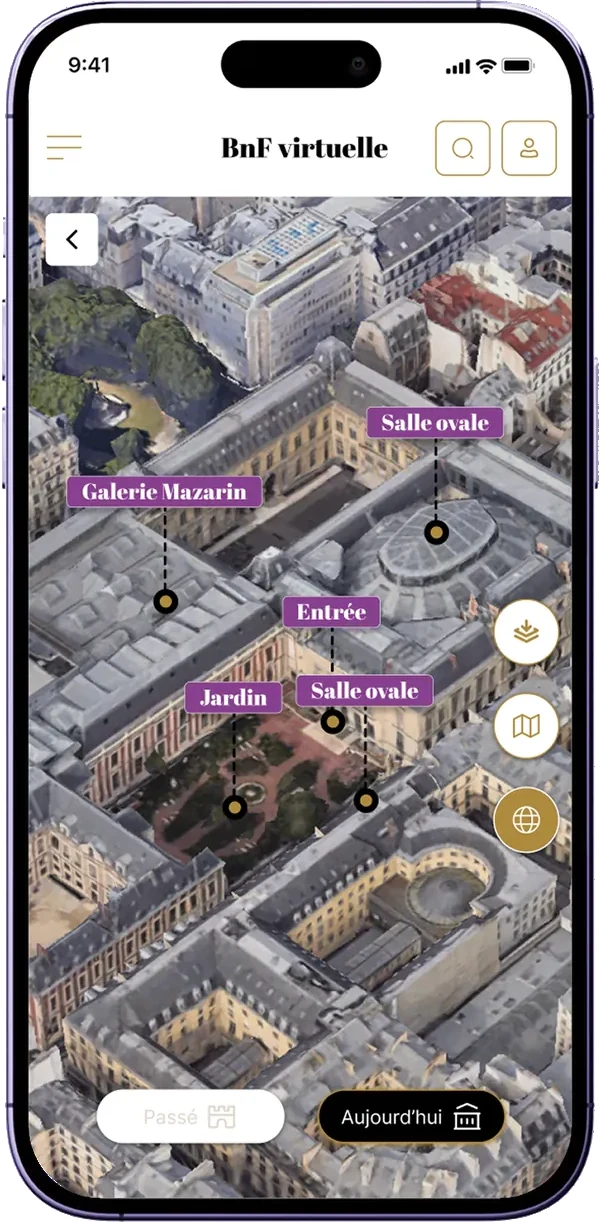 9:41
BnF virtuelle
Salle ovale
Galerie Mazarin
Entrée
Salle ovale
Jardin
Passé
Aujourd’hui